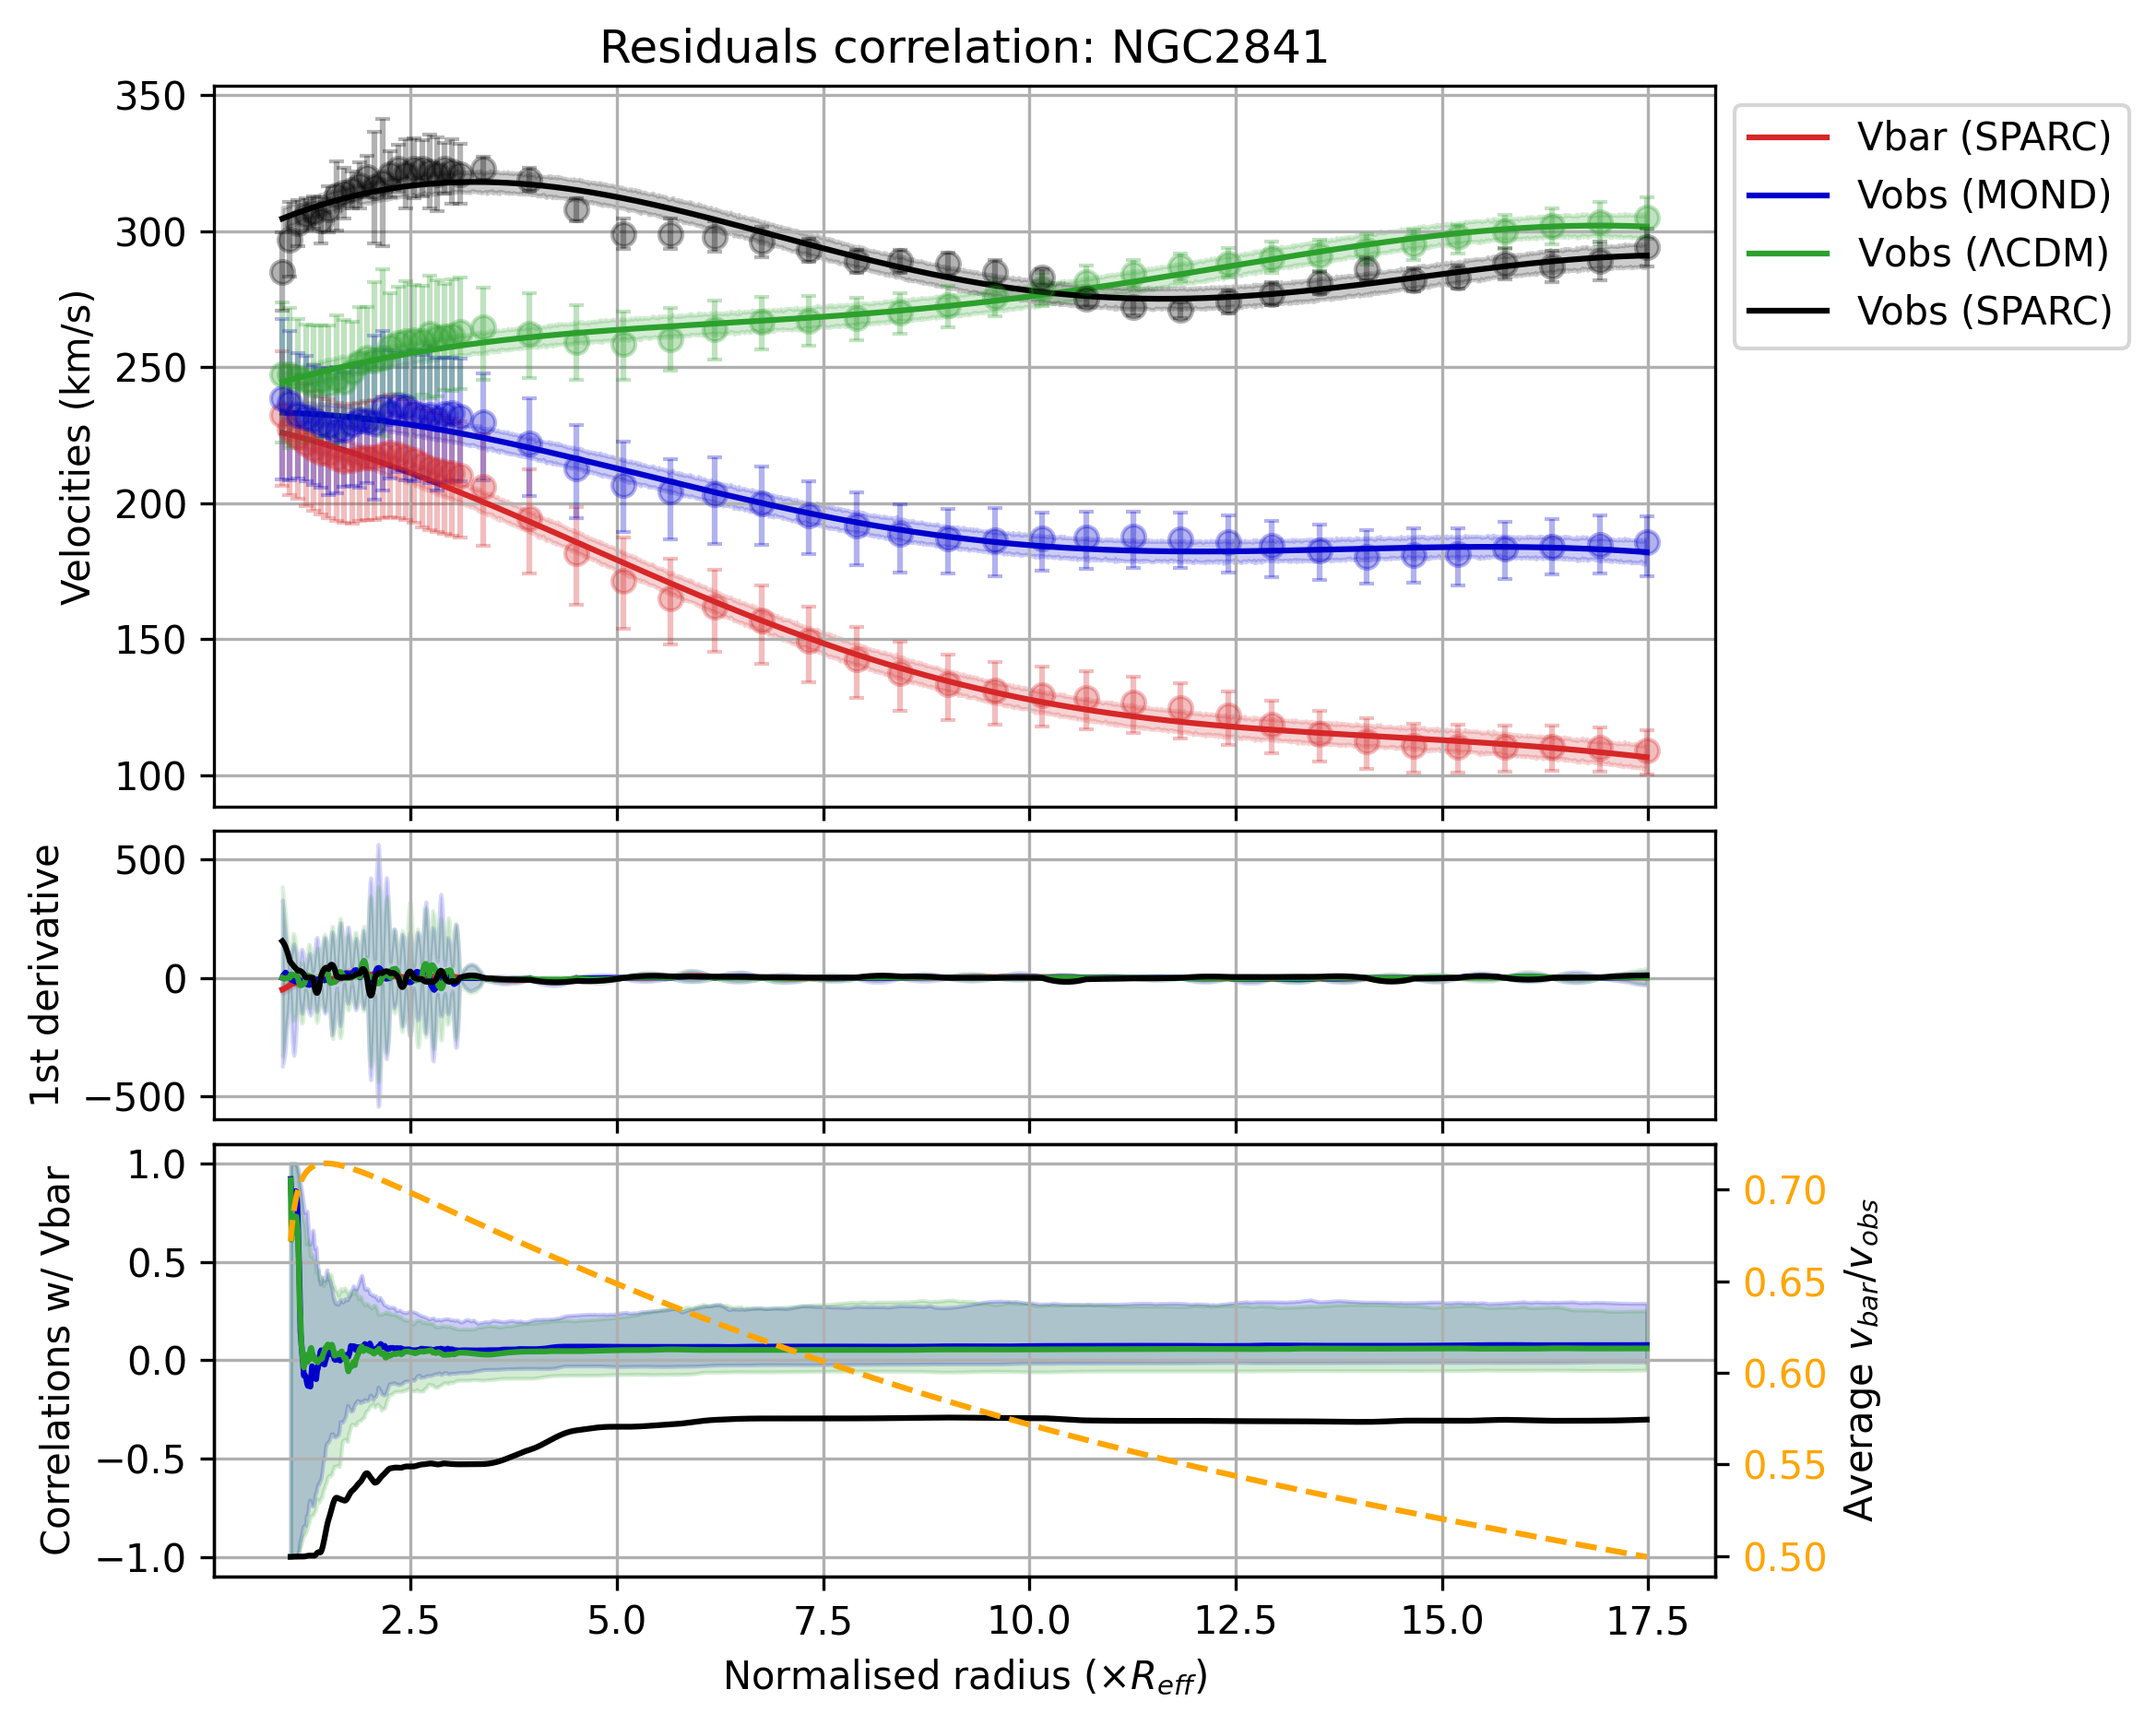 Residuals correlation: NGC2841
350
300
250
200
150
100
Velocities (km/s)
Vbar (SPARC)
Vobs (MOND)
Vobs (ΛCDM)
Vobs (SPARC)
500
0
−500
1st derivative
1.0
0.5
0.0
−0.5
−1.0
Correlations w/ Vbar
0.70
0.65
0.60
0.55
0.50
Average v_bar/v_obs
2.5 5.0 7.5 10.0 12.5 15.0 17.5
Normalised radius (×R_eff)